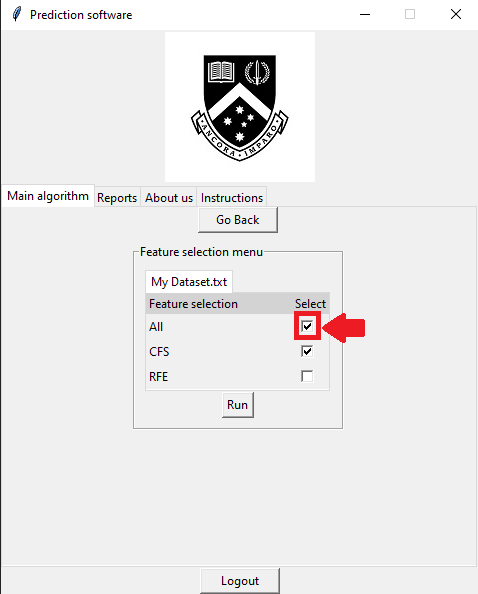 Prediction software
ANCORA IMPARO
Main algorithm Reports About us Instructions
Go Back
Feature selection menu
My Dataset.txt
Feature selection Select
All
CFS
RFE
Run
Logout